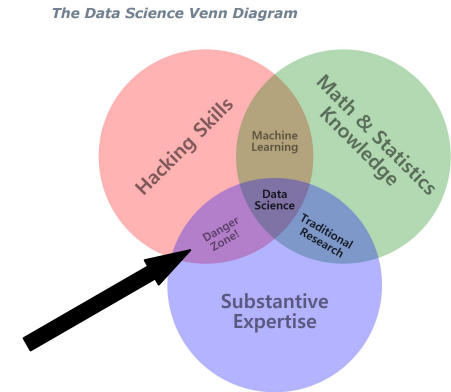 The Data Science Venn Diagram
Hacking Skills
Math & Statistics
Knowledge
Machine
Learning
Data
Science
Danger
Zone!
Traditional
Research
Substantive
Expertise